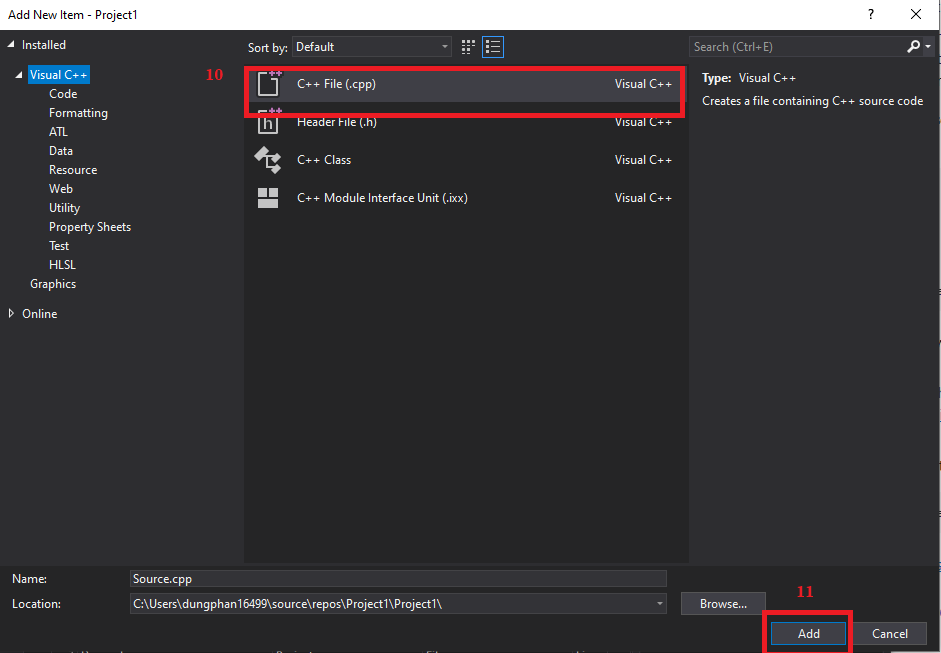 Add New Item - Project1
? ×
Installed
Sort by: Default
Search (Ctrl+E)
Visual C++
Code
Formatting
ATL
Data
Resource
Web
Utility
Property Sheets
Test
HLSL
Graphics
Online
10
C++ File (.cpp) Visual C++
Header File (.h) Visual C++
C++ Class Visual C++
C++ Module Interface Unit (.ixx) Visual C++
Type: Visual C++
Creates a file containing C++ source code
Name: Source.cpp
Location: C:\Users\dungphan16499\source\repos\Project1\Project1\
Browse...
11
Add Cancel